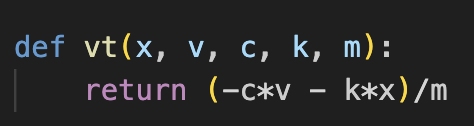 def vt(x, v, c, k, m):
    return (-c*v - k*x)/m